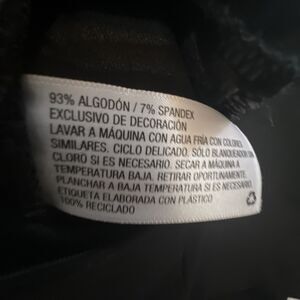 93% ALGODÓN / 7% SPANDEX
EXCLUSIVO DE DECORACIÓN
LAVAR A MÁQUINA CON AGUA FRÍA CON COLORES
SIMILARES. CICLO DELICADO. SÓLO BLANQUEADOR SIN
CLORO SI ES NECESARIO. SECAR A MÁQUINA A
TEMPERATURA BAJA. RETIRAR OPORTUNAMENTE.
PLANCHAR A BAJA TEMPERATURA SI ES NECESARIO.
ETIQUETA ELABORADA CON PLÁSTICO
100% RECICLADO